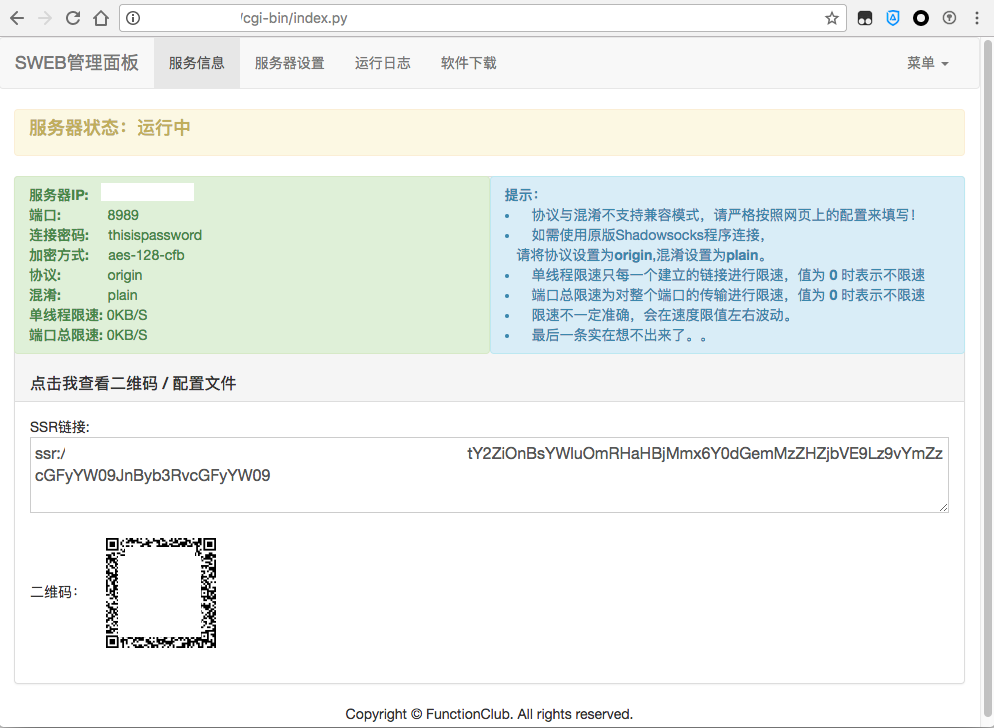 /cgi-bin/index.py
SWEB管理面板 服务信息 服务器设置 运行日志 软件下载 菜单
服务器状态：运行中
服务器IP:
端口: 8989
连接密码: thisispassword
加密方式: aes-128-cfb
协议: origin
混淆: plain
单线程限速: 0KB/S
端口总限速: 0KB/S
提示：
• 协议与混淆不支持兼容模式，请严格按照网页上的配置来填写！
• 如需使用原版Shadowsocks程序连接，
请将协议设置为origin,混淆设置为plain。
• 单线程限速只每一个建立的链接进行限速，值为 0 时表示不限速
• 端口总限速为对整个端口的传输进行限速，值为 0 时表示不限速
• 限速不一定准确，会在速度限值左右波动。
• 最后一条实在想不出来了。。
点击我查看二维码 / 配置文件
SSR链接:
ssr:/ tY2ZiOnBsYWluOmRHaHBjMmx6Y0dGemMzZHZjbVE9Lz9vYmZz
cGFyYW09JnByb3RvcGFyYW09
二维码：
Copyright © FunctionClub. All rights reserved.